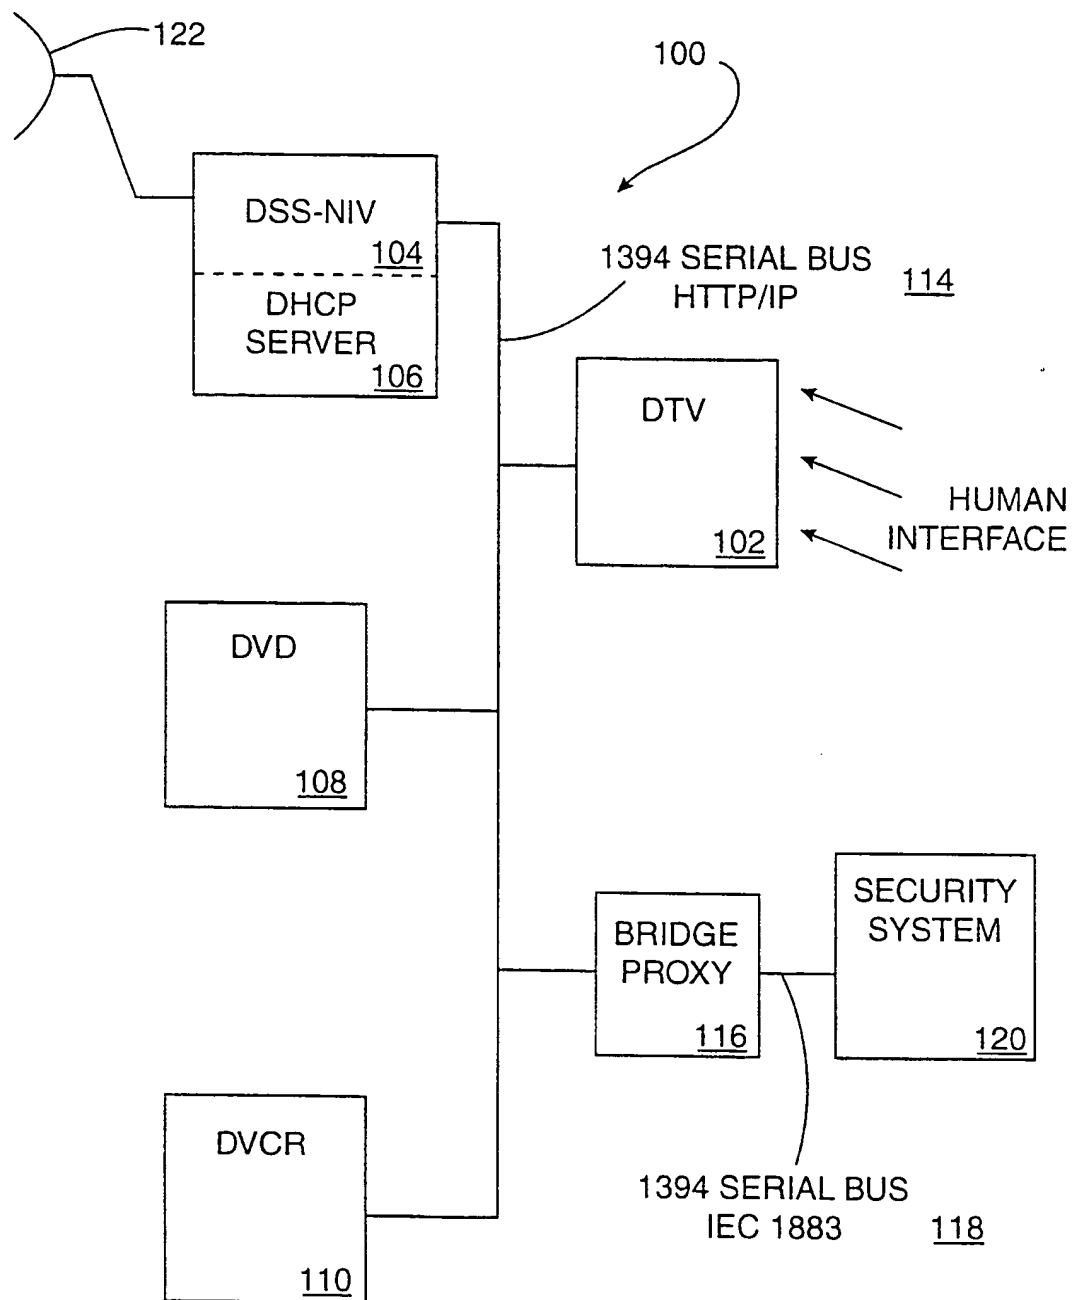 122
100
DSS-NIV
104
DHCP
SERVER
106
1394 SERIAL BUS
HTTP/IP
114
DTV
102
HUMAN
INTERFACE
DVD
108
BRIDGE
PROXY
116
SECURITY
SYSTEM
120
DVCR
110
1394 SERIAL BUS
IEC 1883
118